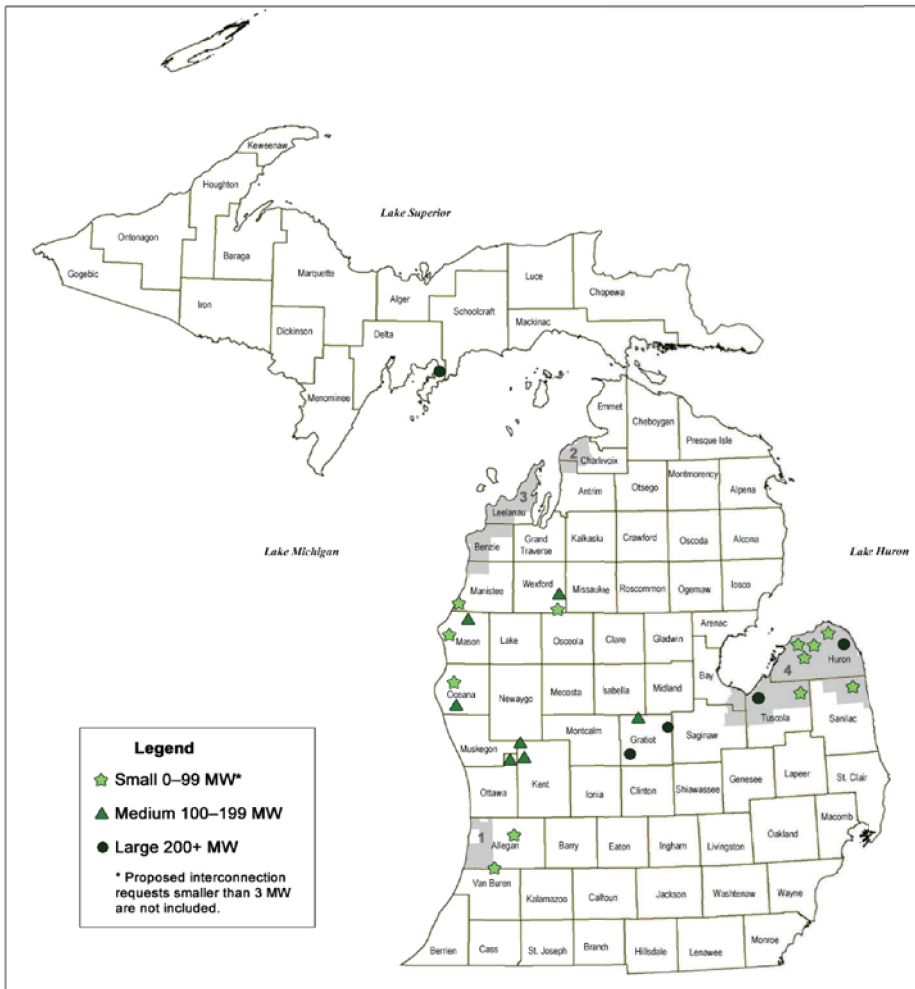 Keweenaw
Houghton
Lake Superior
Ontonagon
Baraga
Luce
Gogebic
Marquette
Chippewa
Alger
Schoolcraft
Iron
Mackinac
Delta
Dickinson
Menominee
Emmet
Cheboygan
Presque Isle
2
Charlevoix
Montmorency
3
Antrim
Otsego
Alpena
Leelanau
Lake Michigan
Benzie
Grand
Traverse
Kalkaska
Crawford
Oscoda
Alcona
Lake Huron
Manistee
Wexford
Missaukee
Roscommon
Ogemaw
Iosco
Arenac
Mason
Lake
Osceola
Clare
Gladwin
Huron
4
Bay
Oceana
Newaygo
Mecosta
Isabella
Midland
Tuscola
Sanilac
Montcalm
Gratiot
Saginaw
Muskegon
Kent
Genesee
Lapeer
St. Clair
Ottawa
Ionia
Clinton
Shiawassee
Macomb
1
Allegan
Barry
Eaton
Ingham
Livingston
Oakland
Van Buren
Kalamazoo
Calhoun
Jackson
Washtenaw
Wayne
Berrien
Cass
St. Joseph
Branch
Hillsdale
Lenawee
Monroe
Legend
Small 0–99 MW*
Medium 100–199 MW
Large 200+ MW
* Proposed interconnection
requests smaller than 3 MW
are not included.